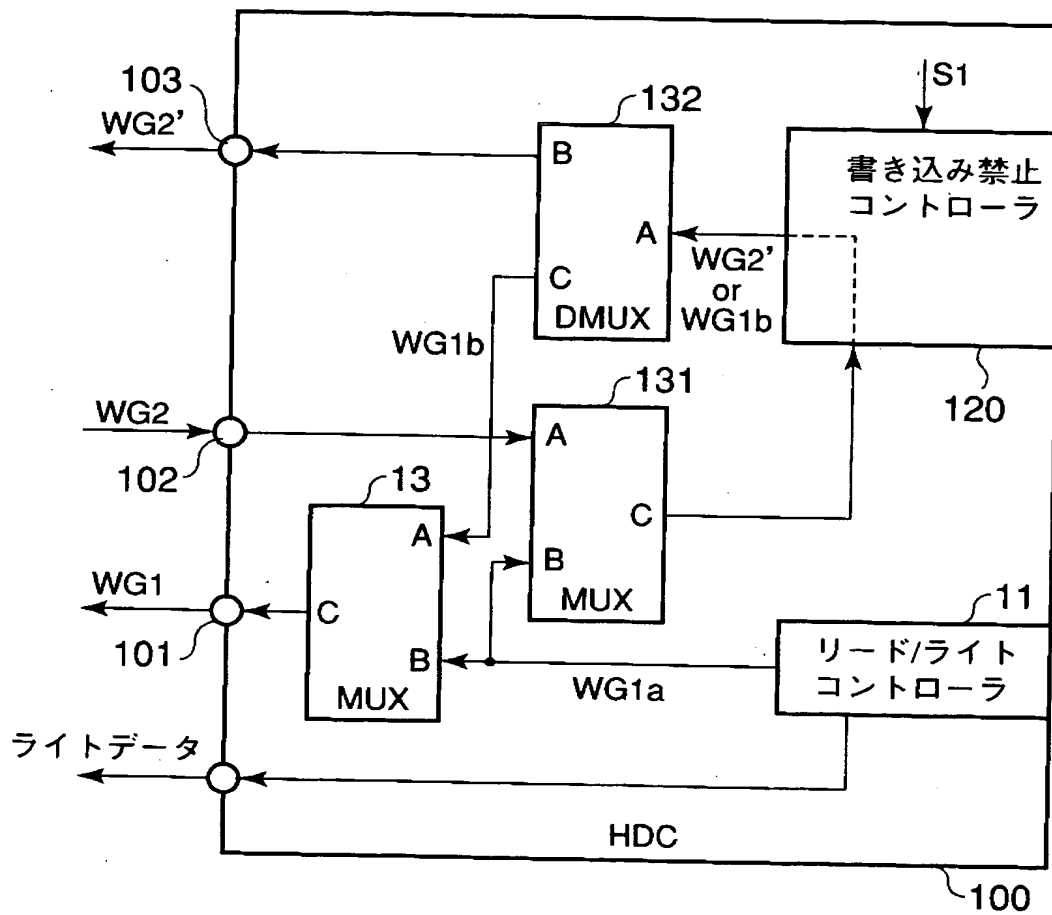 103
WG2'
132
S1
B
書き込み禁止
コントローラ
A
WG2'
or
WG1b
C
DMUX
WG1b
131
120
WG2
A
102
13
C
A
B
WG1
MUX
C
11
101
リード/ライト
コントローラ
B
WG1a
MUX
ライトデータ
HDC
100